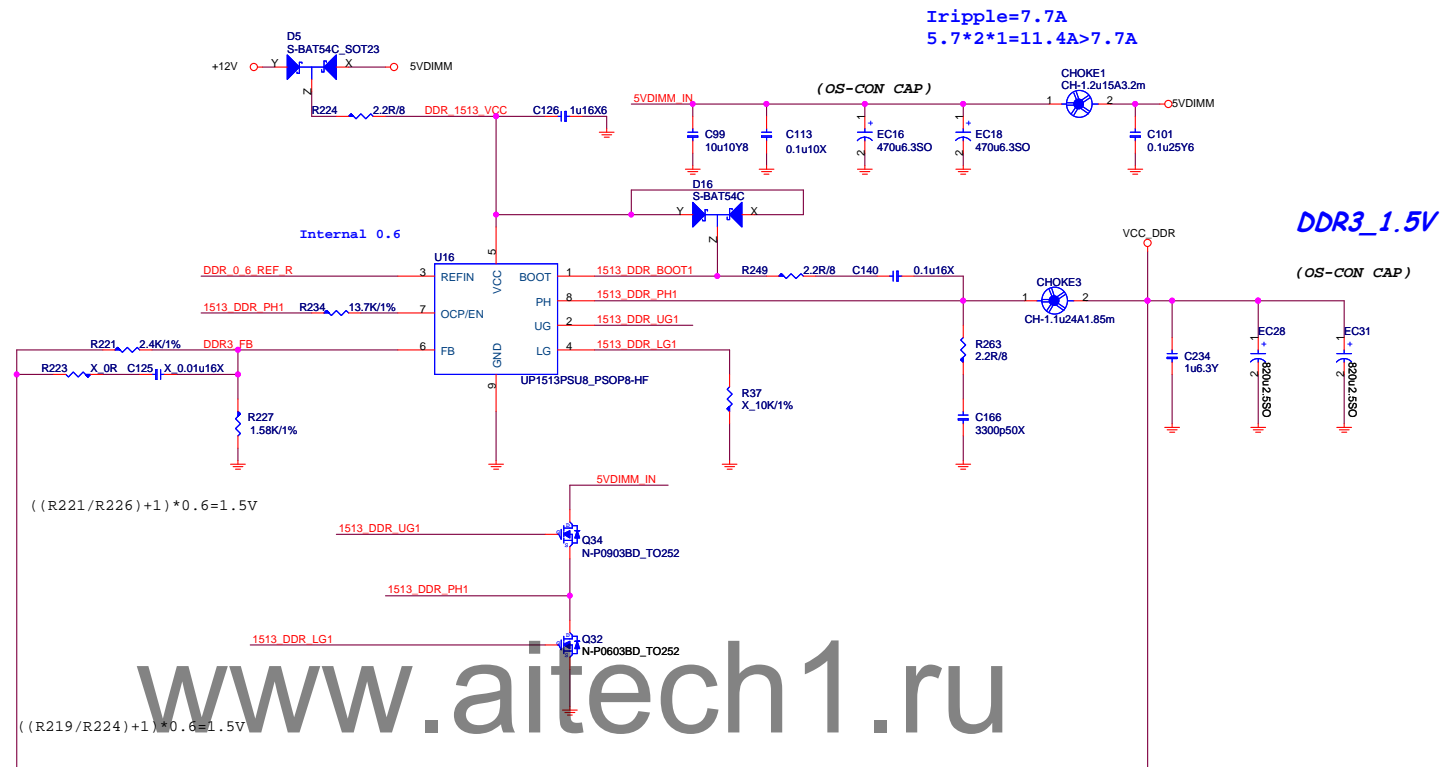 Iripple=7.7A
5.7*2*1=11.4A>7.7A
D5
S-BAT54C_SOT23
+12V
Y
X
5VDIMM
Z
R224
2.2R/8
DDR_1513_VCC
C126
1u16X6
(OS-CON CAP)
CHOKE1
CH-1.2u15A3.2m
5VDIMM_IN
1
2
5VDIMM
C99
10u10Y8
C113
0.1u10X
1
+
EC16
470u6.3SO
2
1
+
EC18
470u6.3SO
2
C101
0.1u25Y6
D16
S-BAT54C
Y
X
Z
DDR3_1.5V
VCC_DDR
(OS-CON CAP)
Internal 0.6
U16
5
VCC
DDR_0_6_REF_R
3
REFIN
BOOT
1
1513_DDR_BOOT1
R249
2.2R/8
C140
0.1u16X
PH
8
1513_DDR_PH1
CHOKE3
1
2
CH-1.1u24A1.85m
1513_DDR_PH1
R234
13.7K/1%
7
OCP/EN
UG
2
1513_DDR_UG1
R221
2.4K/1%
DDR3_FB
6
FB
GND
9
LG
4
1513_DDR_LG1
UP1513PSU8_PSOP8-HF
R223
X_0R
C125
X_0.01u16X
R263
2.2R/8
R37
X_10K/1%
C166
3300p50X
C234
1u6.3Y
1
+
EC28
820u2.5SO
2
1
+
EC31
820u2.5SO
2
R227
1.58K/1%
((R221/R226)+1)*0.6=1.5V
5VDIMM_IN
1513_DDR_UG1
Q34
N-P0903BD_TO252
1513_DDR_PH1
1513_DDR_LG1
Q32
N-P0603BD_TO252
www.aitech1.ru
((R219/R224)+1)*0.6=1.5V